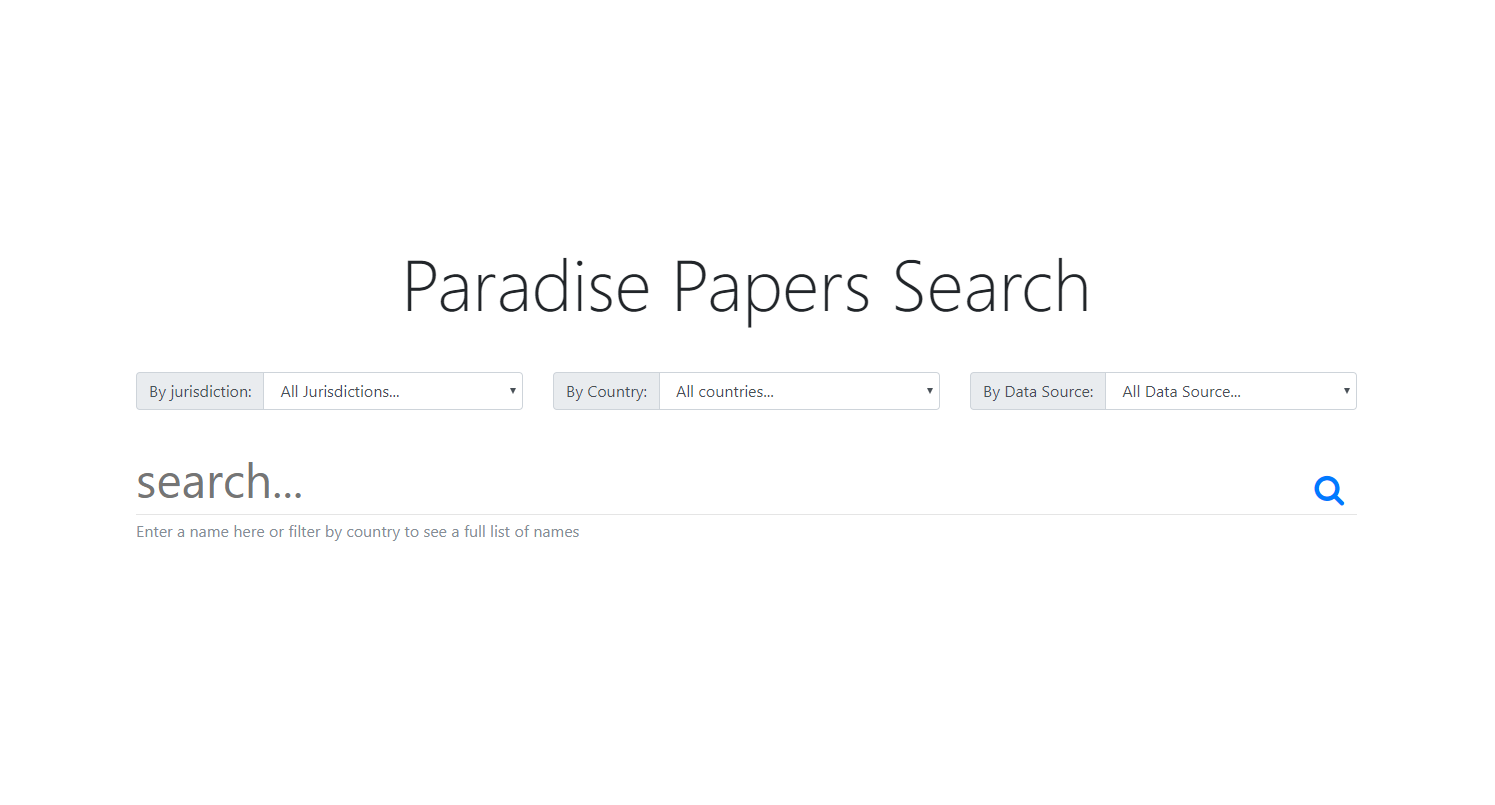 Paradise Papers Search
By jurisdiction: All Jurisdictions... By Country: All countries... By Data Source: All Data Source...
search...
Enter a name here or filter by country to see a full list of names